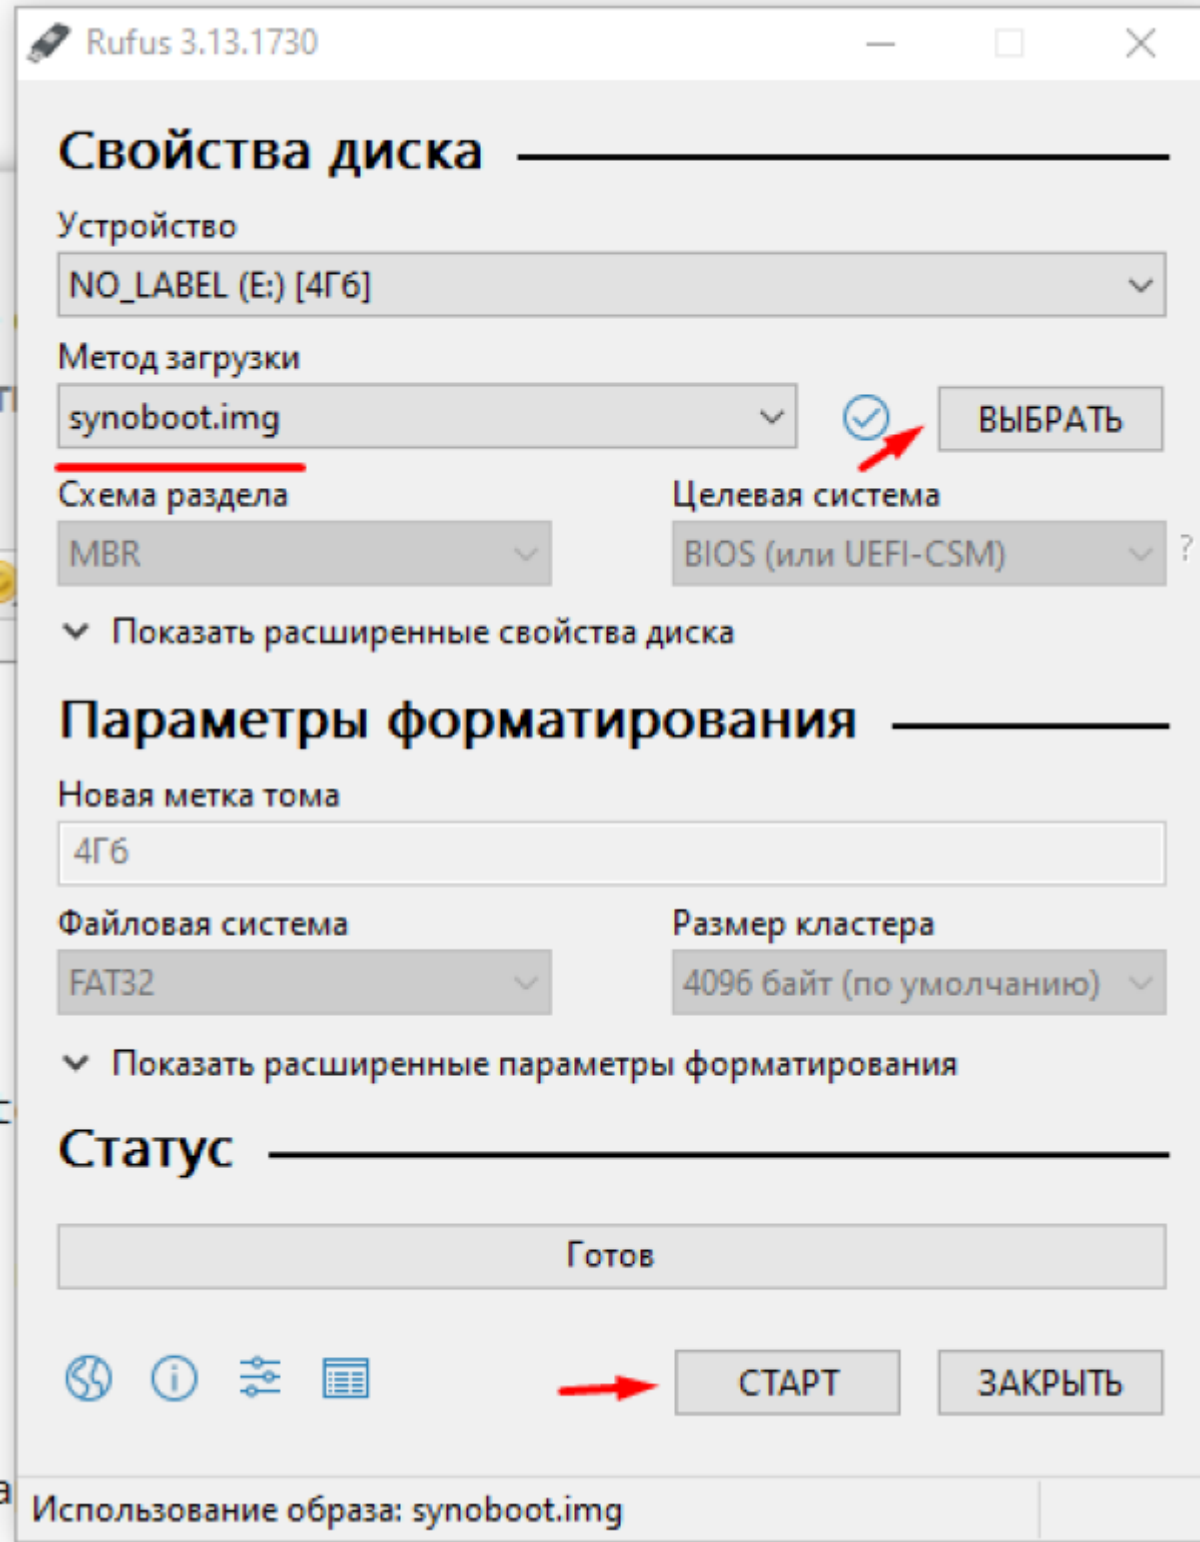 Rufus 3.13.1730
Свойства диска
Устройство
NO_LABEL (E:) [4Гб]
Метод загрузки
synoboot.img
ВЫБРАТЬ
Схема раздела
Целевая система
MBR
BIOS (или UEFI-CSM)
?
Показать расширенные свойства диска
Параметры форматирования
Новая метка тома
4Гб
Файловая система
Размер кластера
FAT32
4096 байт (по умолчанию)
Показать расширенные параметры форматирования
Статус
Готов
СТАРТ
ЗАКРЫТЬ
Использование образа: synoboot.img